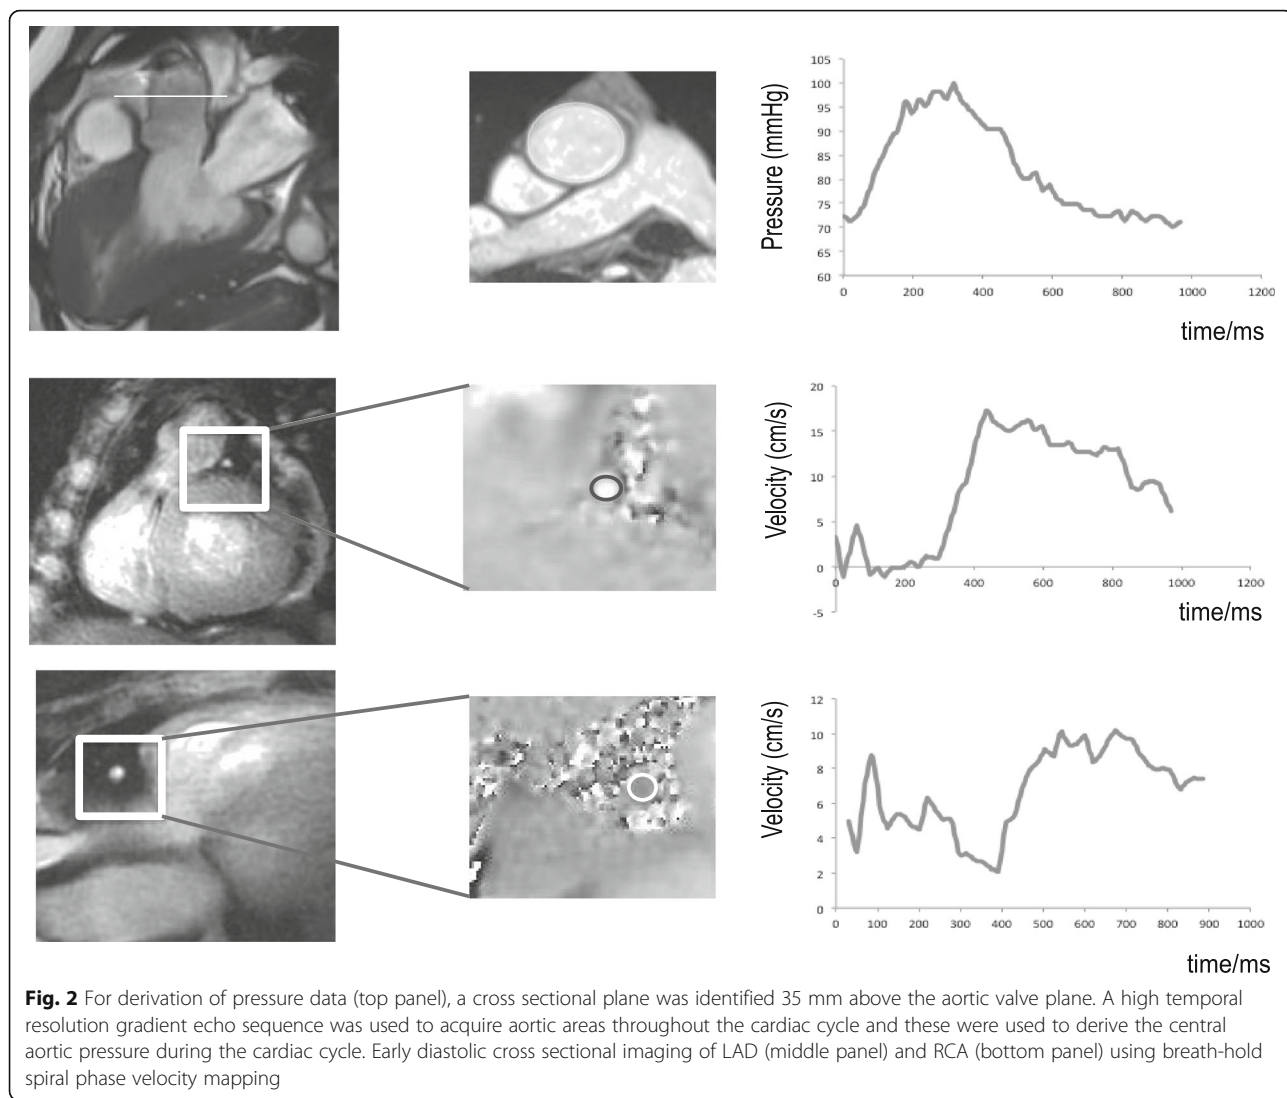 105
100
95
90
85
80
75
70
65
60
0 200 400 600 800 1000 1200
Pressure (mmHg)
time/ms
20
15
10
5
0
-5
200 400 600 800 1000 1200
Velocity (cm/s)
time/ms
12
10
8
6
4
2
0
0 100 200 300 400 500 600 700 800 900 1000
Velocity (cm/s)
time/ms
Fig. 2 For derivation of pressure data (top panel), a cross sectional plane was identified 35 mm above the aortic valve plane. A high temporal
resolution gradient echo sequence was used to acquire aortic areas throughout the cardiac cycle and these were used to derive the central
aortic pressure during the cardiac cycle. Early diastolic cross sectional imaging of LAD (middle panel) and RCA (bottom panel) using breath-hold
spiral phase velocity mapping